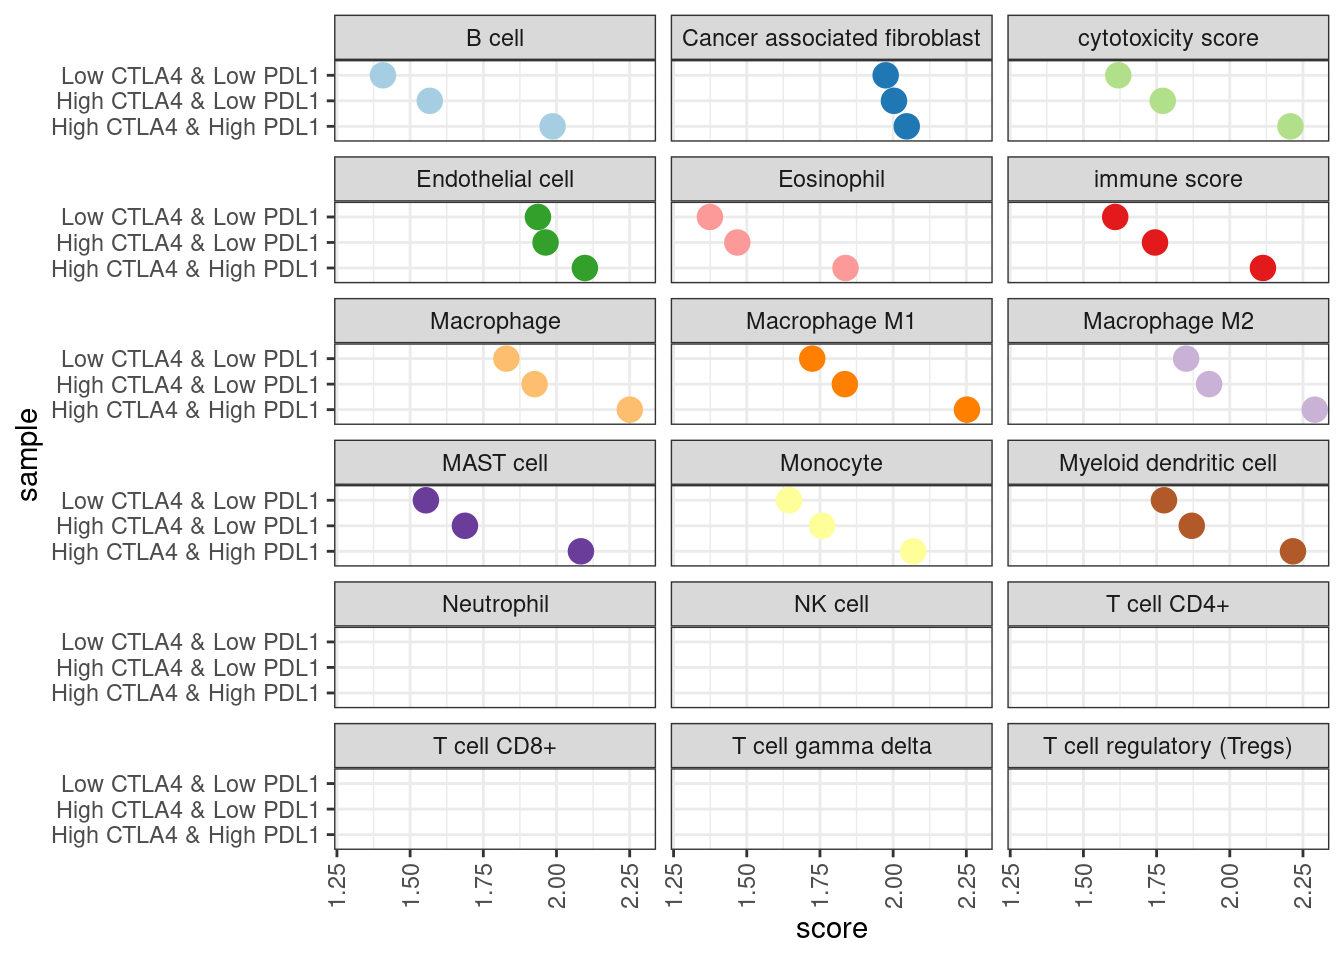 B cell
Cancer associated fibroblast
cytotoxicity score
Low CTLA4 & Low PDL1
High CTLA4 & Low PDL1
High CTLA4 & High PDL1
Endothelial cell
Eosinophil
immune score
Low CTLA4 & Low PDL1
High CTLA4 & Low PDL1
High CTLA4 & High PDL1
Macrophage
Macrophage M1
Macrophage M2
Low CTLA4 & Low PDL1
High CTLA4 & Low PDL1
High CTLA4 & High PDL1
sample
MAST cell
Monocyte
Myeloid dendritic cell
Low CTLA4 & Low PDL1
High CTLA4 & Low PDL1
High CTLA4 & High PDL1
Neutrophil
NK cell
T cell CD4+
Low CTLA4 & Low PDL1
High CTLA4 & Low PDL1
High CTLA4 & High PDL1
T cell CD8+
T cell gamma delta
T cell regulatory (Tregs)
Low CTLA4 & Low PDL1
High CTLA4 & Low PDL1
High CTLA4 & High PDL1
1.25
1.50
1.75
2.00
2.25
1.25
1.50
1.75
2.00
2.25
1.25
1.50
1.75
2.00
2.25
score